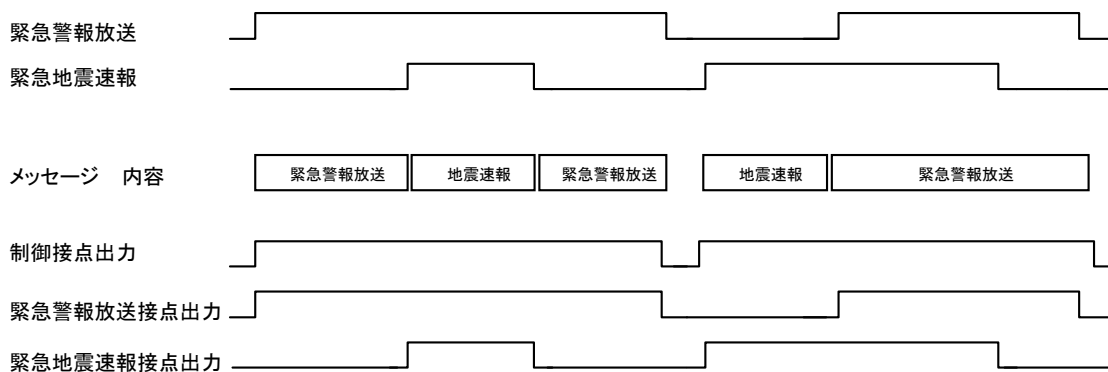 緊急警報放送
緊急地震速報
メッセージ 内容
緊急警報放送
地震速報
緊急警報放送
地震速報
緊急警報放送
制御接点出力
緊急警報放送接点出力
緊急地震速報接点出力